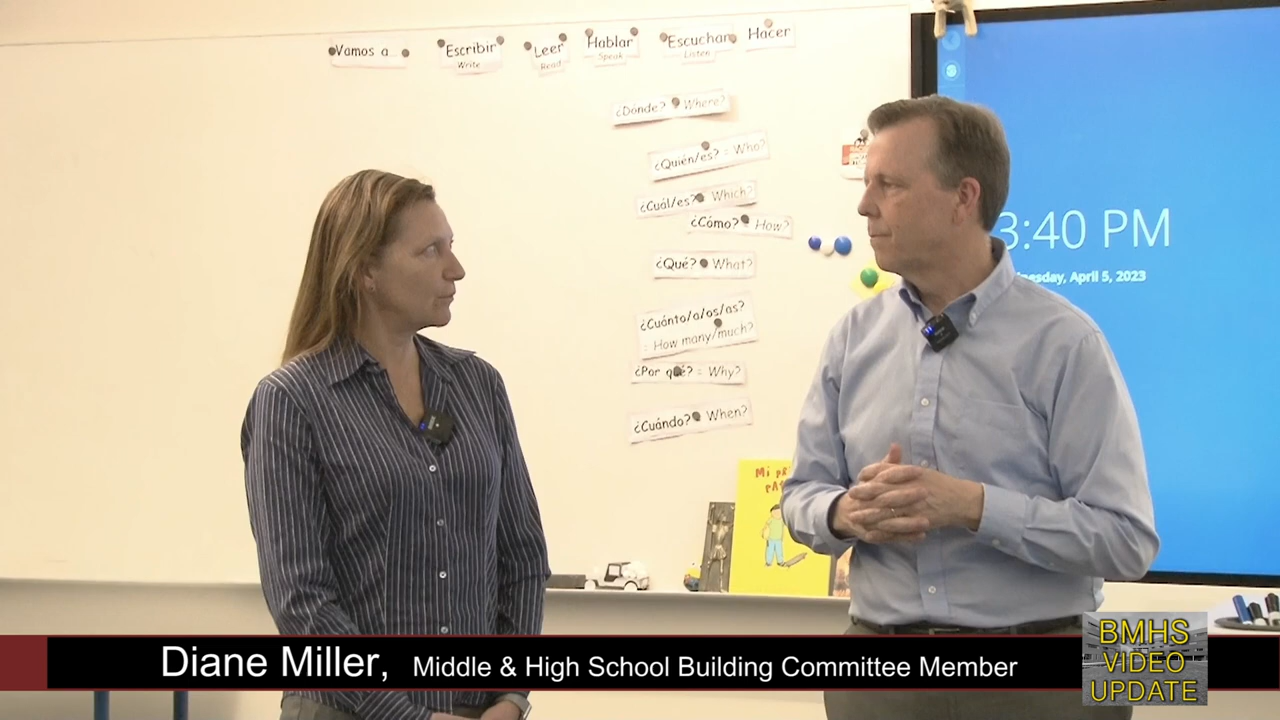 Vamos a...
Escribir
Write
Leer
Read
Hablar
Speak
Escuchar
Listen
Hacer
¿Dónde? Where?
¿Quién/es? = Who?
¿Cuál/es? Which?
¿Cómo? How?
¿Qué? What?
¿Cuánto/a/os/as?
= How many/much?
¿Por qué? = Why?
¿Cuándo? When?
3:40 PM
April 5, 2023
Mi
Diane Miller, Middle & High School Building Committee Member
BMHS
VIDEO
UPDATE